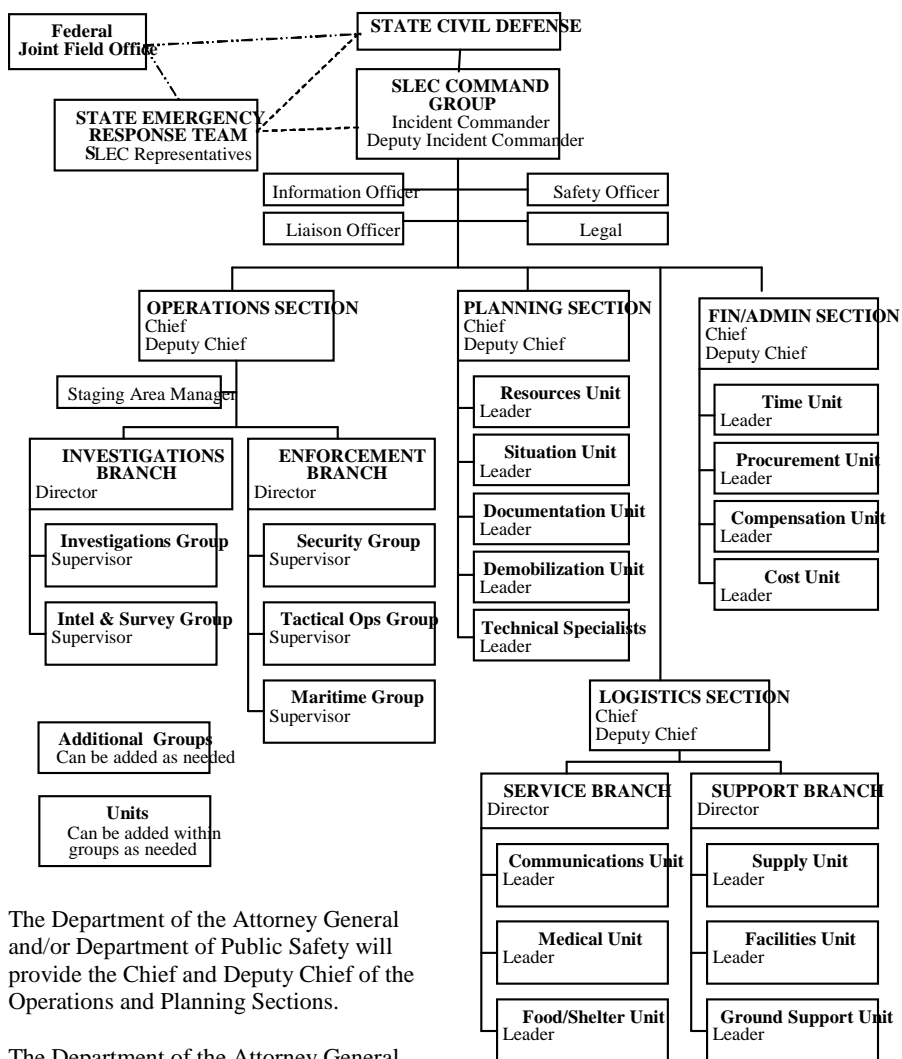 Federal
Joint Field Office
STATE CIVIL DEFENSE
SLEC COMMAND
GROUP
Incident Commander
Deputy Incident Commander
STATE EMERGENCY
RESPONSE TEAM
SLEC Representatives
Information Officer
Safety Officer
Liaison Officer
Legal
OPERATIONS SECTION
Chief
Deputy Chief
Staging Area Manager
INVESTIGATIONS
BRANCH
Director
Investigations Group
Supervisor
Intel & Survey Group
Supervisor
ENFORCEMENT
BRANCH
Director
Security Group
Supervisor
Tactical Ops Group
Supervisor
Maritime Group
Supervisor
PLANNING SECTION
Chief
Deputy Chief
Resources Unit
Leader
Situation Unit
Leader
Documentation Unit
Leader
Demobilization Unit
Leader
Technical Specialists
Leader
FIN/ADMIN SECTION
Chief
Deputy Chief
Time Unit
Leader
Procurement Unit
Leader
Compensation Unit
Leader
Cost Unit
Leader
LOGISTICS SECTION
Chief
Deputy Chief
SERVICE BRANCH
Director
Communications Unit
Leader
Medical Unit
Leader
Food/Shelter Unit
Leader
SUPPORT BRANCH
Director
Supply Unit
Leader
Facilities Unit
Leader
Ground Support Unit
Leader
Additional Groups
Can be added as needed
Units
Can be added within
groups as needed
The Department of the Attorney General
and/or Department of Public Safety will
provide the Chief and Deputy Chief of the
Operations and Planning Sections.
The Department of the Attorney General